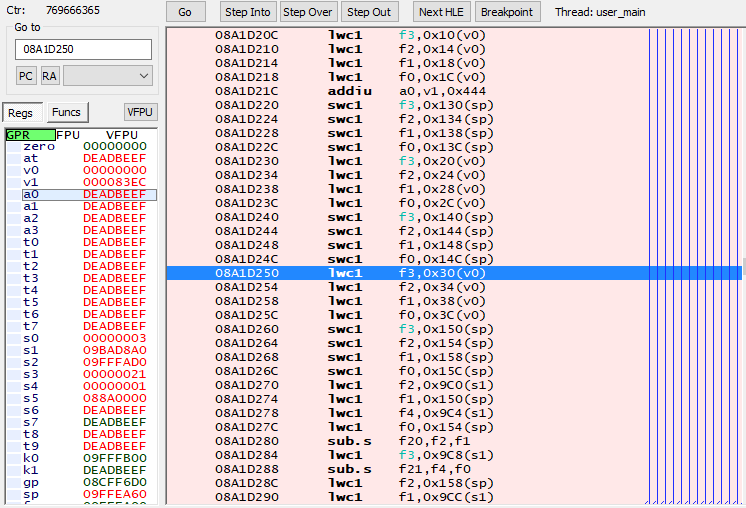 Ctr: 769666365
Go Step Into Step Over Step Out Next HLE Breakpoint Thread: user_main
Go to
08A1D250
PC RA
Regs Funcs VFPU
GPR FPU VFPU
zero 00000000
at DEADBEEF
v0 00000000
v1 000083EC
a0 DEADBEEF
a1 DEADBEEF
a2 DEADBEEF
a3 DEADBEEF
t0 DEADBEEF
t1 DEADBEEF
t2 DEADBEEF
t3 DEADBEEF
t4 DEADBEEF
t5 DEADBEEF
t6 DEADBEEF
t7 DEADBEEF
s0 00000003
s1 09BAD8A0
s2 09FFFAD0
s3 00000021
s4 00000001
s5 088A0000
s6 DEADBEEF
s7 DEADBEEF
t8 DEADBEEF
t9 DEADBEEF
k0 09FFFB00
k1 DEADBEEF
gp 08CFF6D0
sp 09FFEA60
08A1D20C lwc1 f3,0x10(v0)
08A1D210 lwc1 f2,0x14(v0)
08A1D214 lwc1 f1,0x18(v0)
08A1D218 lwc1 f0,0x1C(v0)
08A1D21C addiu a0,v1,0x444
08A1D220 swc1 f3,0x130(sp)
08A1D224 swc1 f2,0x134(sp)
08A1D228 swc1 f1,0x138(sp)
08A1D22C swc1 f0,0x13C(sp)
08A1D230 lwc1 f3,0x20(v0)
08A1D234 lwc1 f2,0x24(v0)
08A1D238 lwc1 f1,0x28(v0)
08A1D23C lwc1 f0,0x2C(v0)
08A1D240 swc1 f3,0x140(sp)
08A1D244 swc1 f2,0x144(sp)
08A1D248 swc1 f1,0x148(sp)
08A1D24C swc1 f0,0x14C(sp)
08A1D250 lwc1 f3,0x30(v0)
08A1D254 lwc1 f2,0x34(v0)
08A1D258 lwc1 f1,0x38(v0)
08A1D25C lwc1 f0,0x3C(v0)
08A1D260 swc1 f3,0x150(sp)
08A1D264 swc1 f2,0x154(sp)
08A1D268 swc1 f1,0x158(sp)
08A1D26C swc1 f0,0x15C(sp)
08A1D270 lwc1 f2,0x9C0(s1)
08A1D274 lwc1 f1,0x150(sp)
08A1D278 lwc1 f4,0x9C4(s1)
08A1D27C lwc1 f0,0x154(sp)
08A1D280 sub.s f20,f2,f1
08A1D284 lwc1 f3,0x9C8(s1)
08A1D288 sub.s f21,f4,f0
08A1D28C lwc1 f2,0x158(sp)
08A1D290 lwc1 f1,0x9CC(s1)